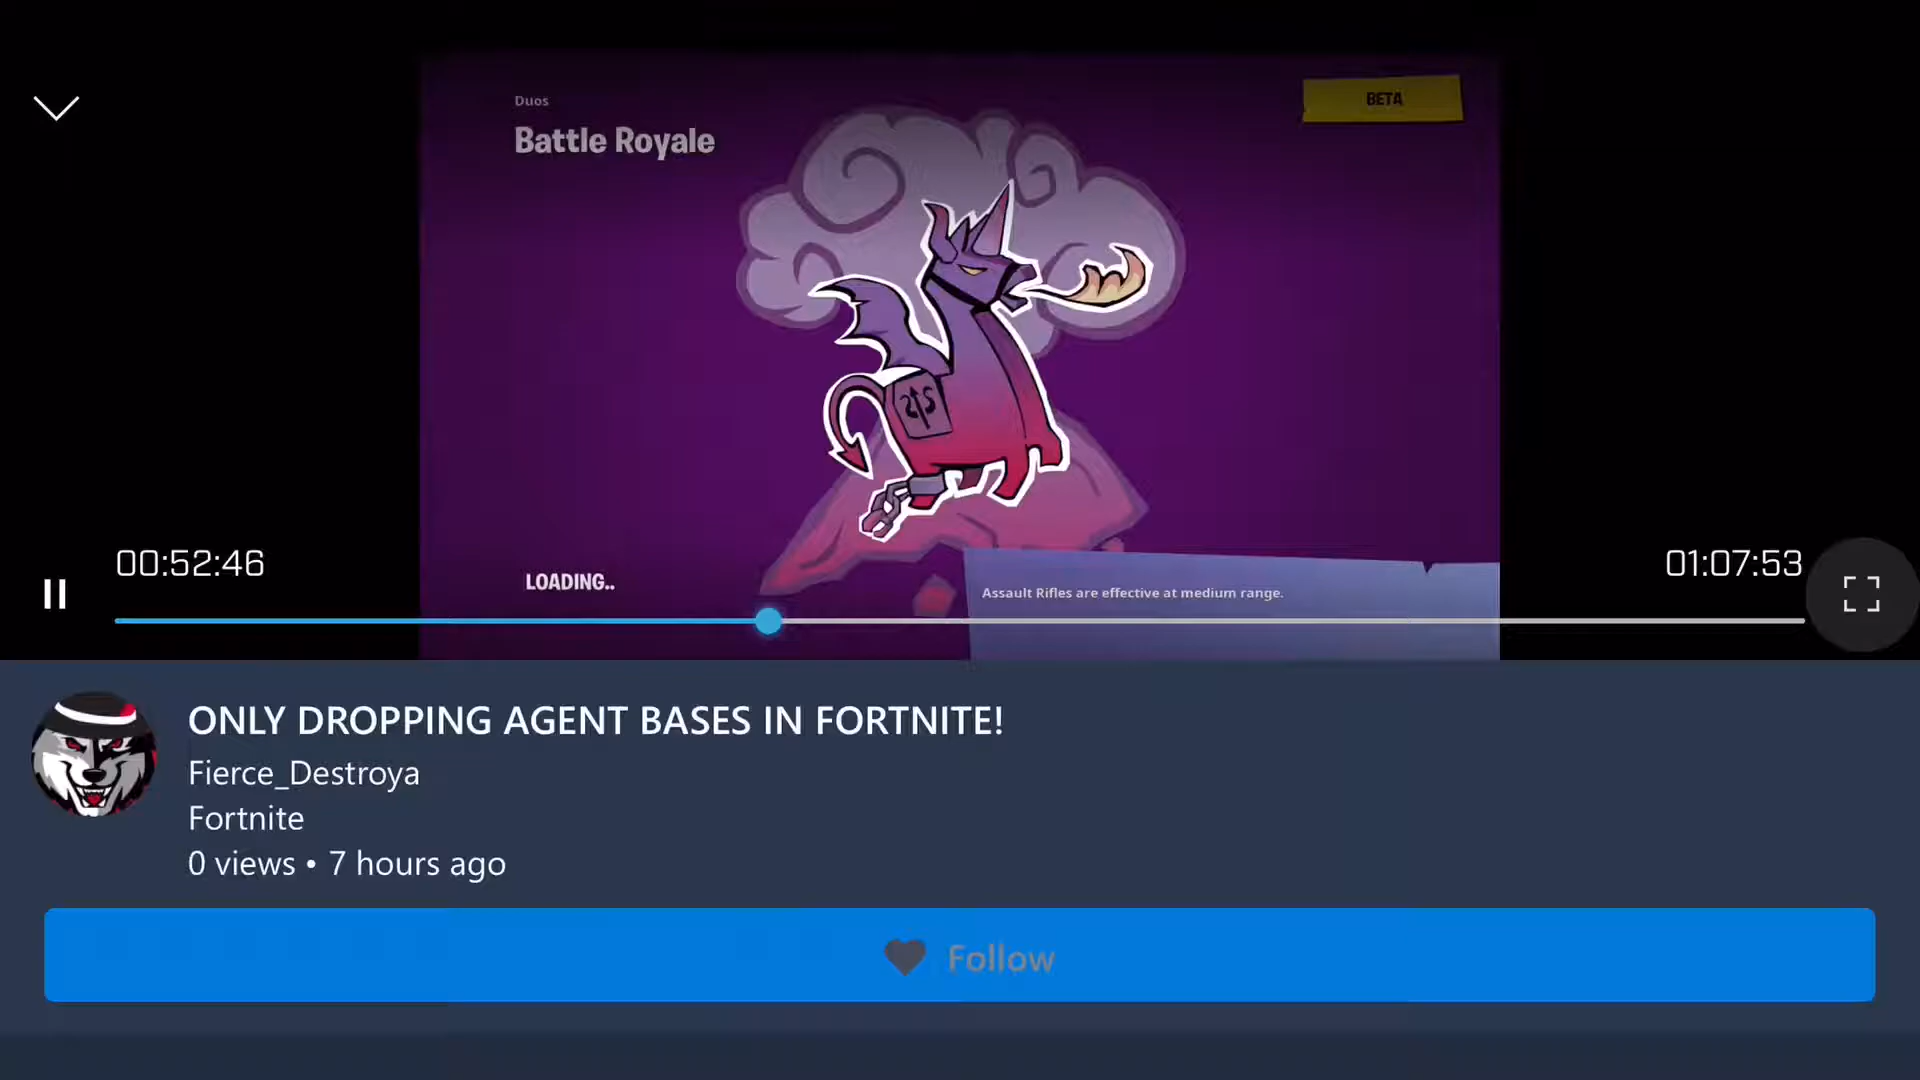 Duos
Battle Royale
BETA
00:52:46
01:07:53
LOADING..
Assault Rifles are effective at medium range.
ONLY DROPPING AGENT BASES IN FORTNITE!
Fierce_Destroya
Fortnite
0 views • 7 hours ago
Follow